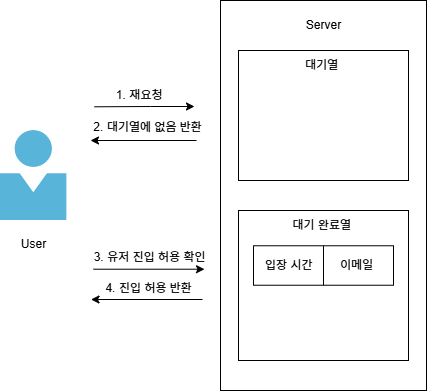 Server
대기열
1. 재요청
2. 대기열에 없음 반환
User
대기 완료열
3. 유저 진입 허용 확인
입장 시간
이메일
4. 진입 허용 반환